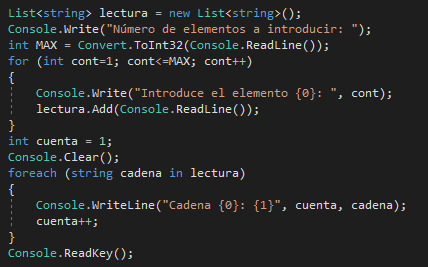 List<string> lectura = new List<string>();
Console.Write("Número de elementos a introducir: ");
int MAX = Convert.ToInt32(Console.ReadLine());
for (int cont=1; cont<=MAX; cont++)
{
    Console.Write("Introduce el elemento {0}: ", cont);
    lectura.Add(Console.ReadLine());
}
int cuenta = 1;
Console.Clear();
foreach (string cadena in lectura)
{
    Console.WriteLine("Cadena {0}: {1}", cuenta, cadena);
    cuenta++;
}
Console.ReadKey();